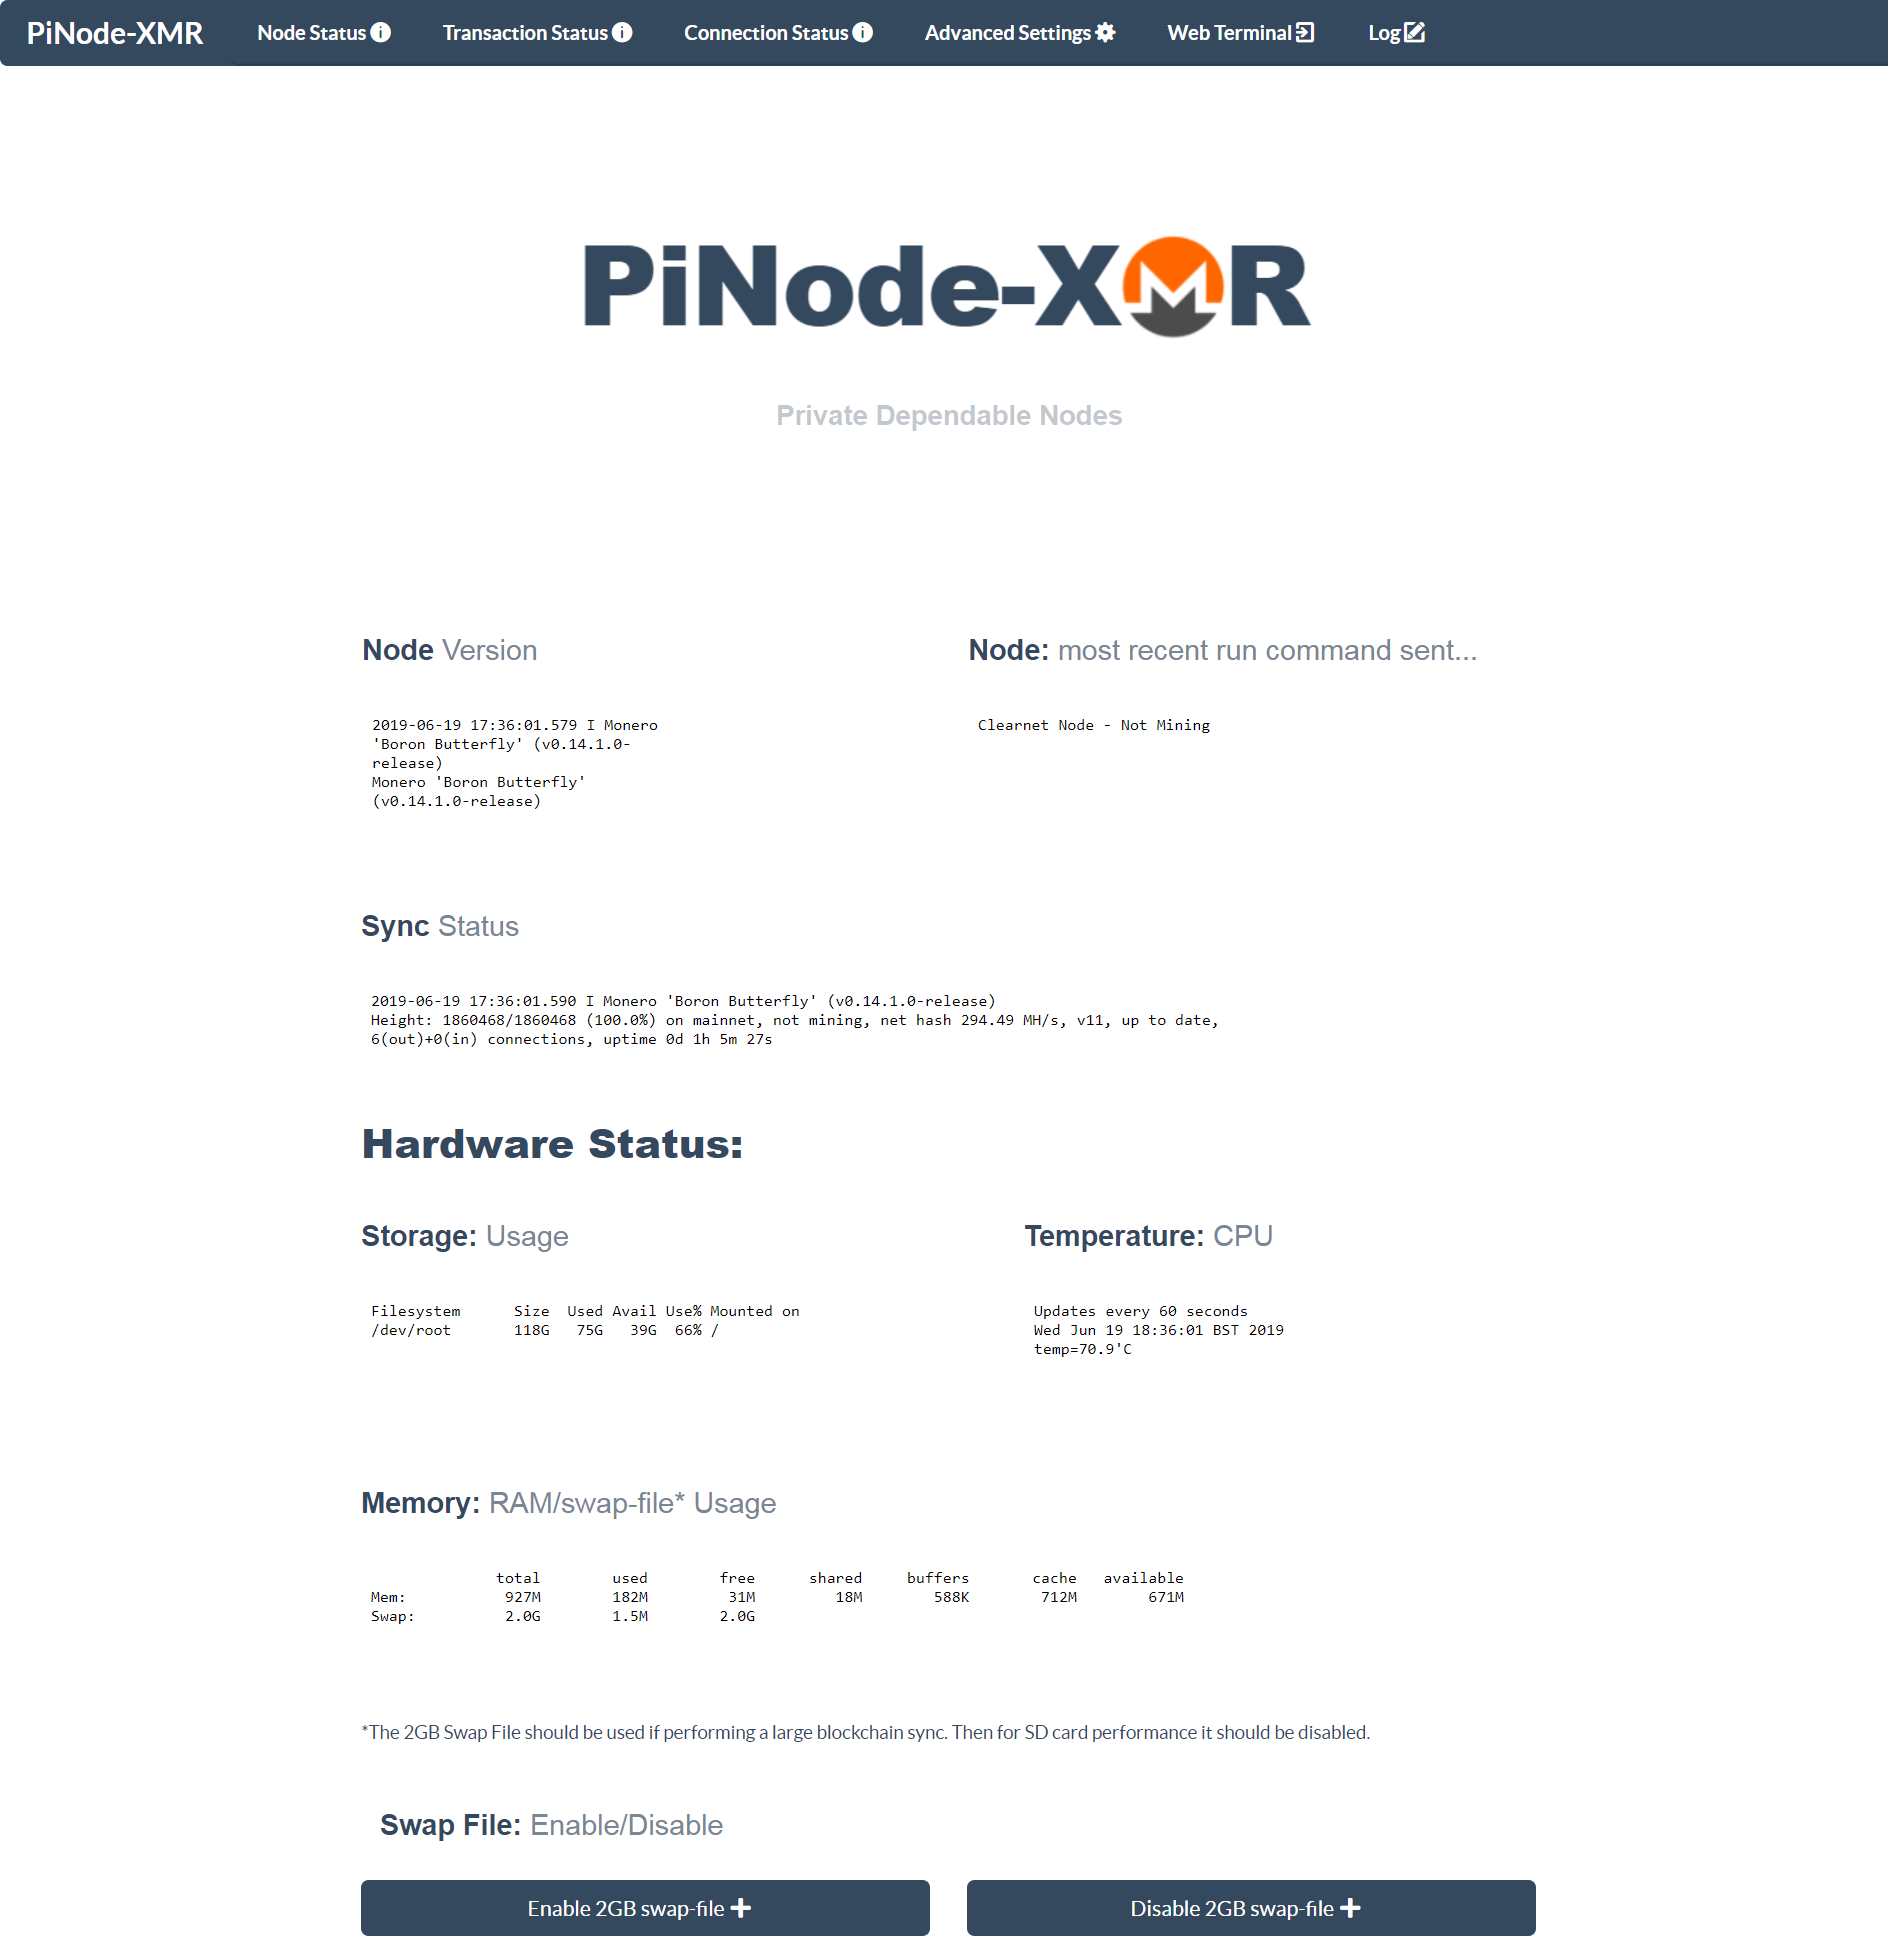 PiNode-XMR Node Status Transaction Status Connection Status Advanced Settings Web Terminal Log
PiNode-XMR
Private Dependable Nodes
Node Version
2019-06-19 17:36:01.579 I Monero
'Boron Butterfly' (v0.14.1.0-
release)
Monero 'Boron Butterfly'
(v0.14.1.0-release)
Node: most recent run command sent...
Clearnet Node - Not Mining
Sync Status
2019-06-19 17:36:01.590 I Monero 'Boron Butterfly' (v0.14.1.0-release)
Height: 1860468/1860468 (100.0%) on mainnet, not mining, net hash 294.49 MH/s, v11, up to date,
6(out)+0(in) connections, uptime 0d 1h 5m 27s
Hardware Status:
Storage: Usage
Filesystem Size Used Avail Use% Mounted on
/dev/root 118G 75G 39G 66% /
Temperature: CPU
Updates every 60 seconds
Wed Jun 19 18:36:01 BST 2019
temp=70.9'C
Memory: RAM/swap-file* Usage
total used free shared buffers cache available
Mem: 927M 182M 31M 18M 588K 712M 671M
Swap: 2.0G 1.5M 2.0G
*The 2GB Swap File should be used if performing a large blockchain sync. Then for SD card performance it should be disabled.
Swap File: Enable/Disable
Enable 2GB swap-file
Disable 2GB swap-file